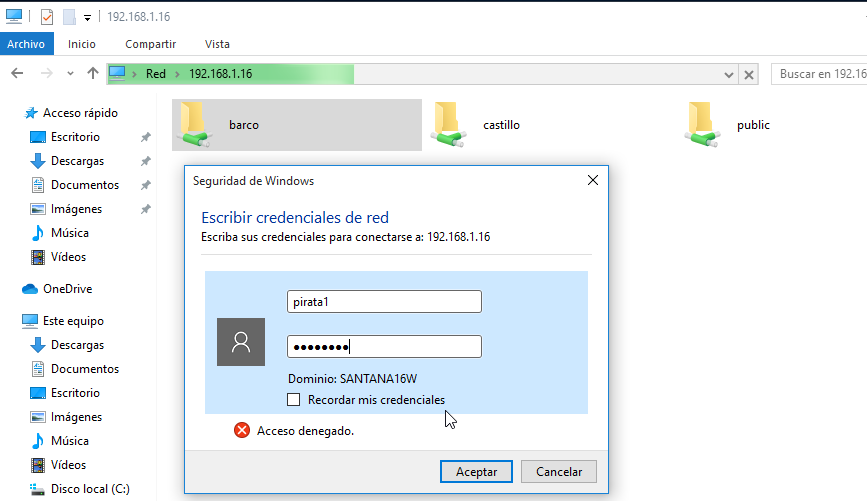 192.168.1.16
Archivo Inicio Compartir Vista
Red 192.168.1.16
Buscar en 192.16
Acceso rápido
Escritorio
Descargas
Documentos
Imágenes
Música
Vídeos
OneDrive
Este equipo
Descargas
Documentos
Escritorio
Imágenes
Música
Vídeos
Disco local (C:)
barco castillo public
Seguridad de Windows
Escribir credenciales de red
Escriba sus credenciales para conectarse a: 192.168.1.16
pirata1
●●●●●●●●
Dominio: SANTANA16W
Recordar mis credenciales
Acceso denegado.
Aceptar Cancelar